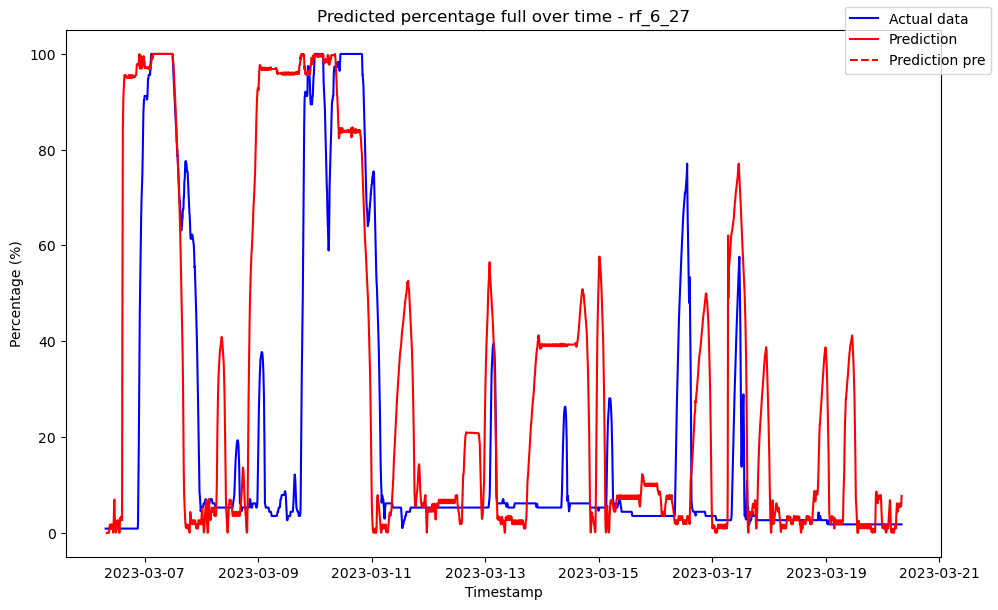 Predicted percentage full over time - rf_6_27
Actual data
Prediction
Prediction pre
100
80
60
40
20
0
Percentage (%)
2023-03-07
2023-03-09
2023-03-11
2023-03-13
2023-03-15
2023-03-17
2023-03-19
2023-03-21
Timestamp